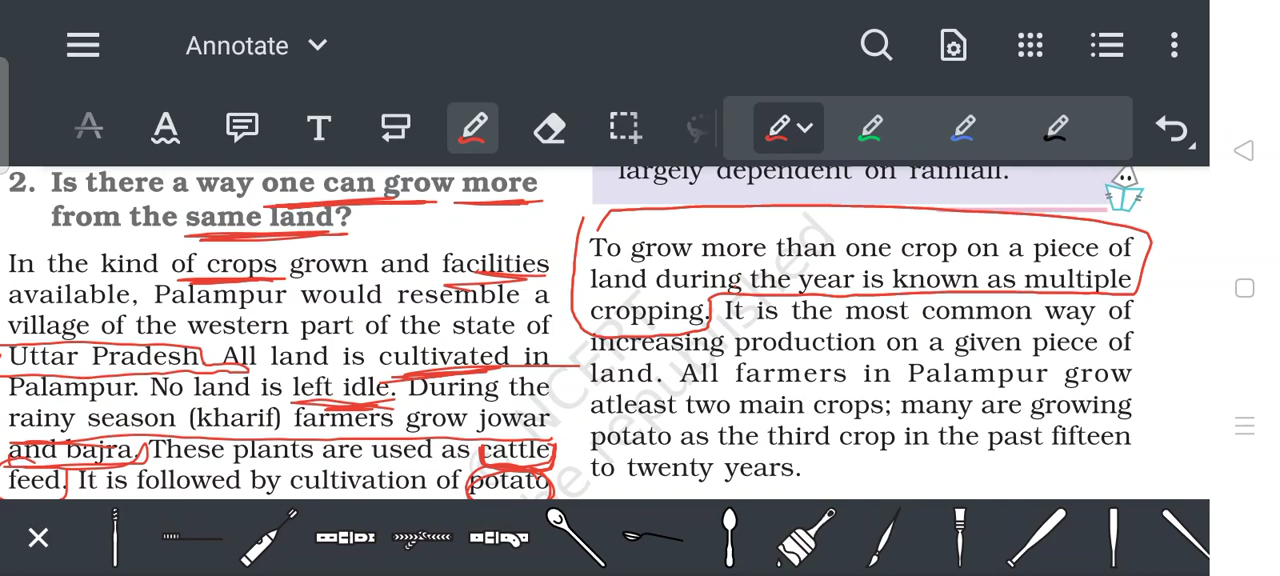 Annotate
2. Is there a way one can grow more
from the same land?
In the kind of crops grown and facilities
available, Palampur would resemble a
village of the western part of the state of
Uttar Pradesh. All land is cultivated in
Palampur. No land is left idle. During the
rainy season (kharif) farmers grow jowar
and bajra. These plants are used as cattle
feed. It is followed by cultivation of potato
largely dependent on rainfall.
To grow more than one crop on a piece of
land during the year is known as multiple
cropping. It is the most common way of
increasing production on a given piece of
land. All farmers in Palampur grow
atleast two main crops; many are growing
potato as the third crop in the past fifteen
to twenty years.
NCERT
be republished